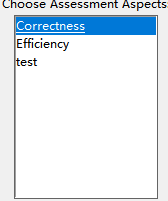 Choose Assessment Aspects:
Correctness
Efficiency
test